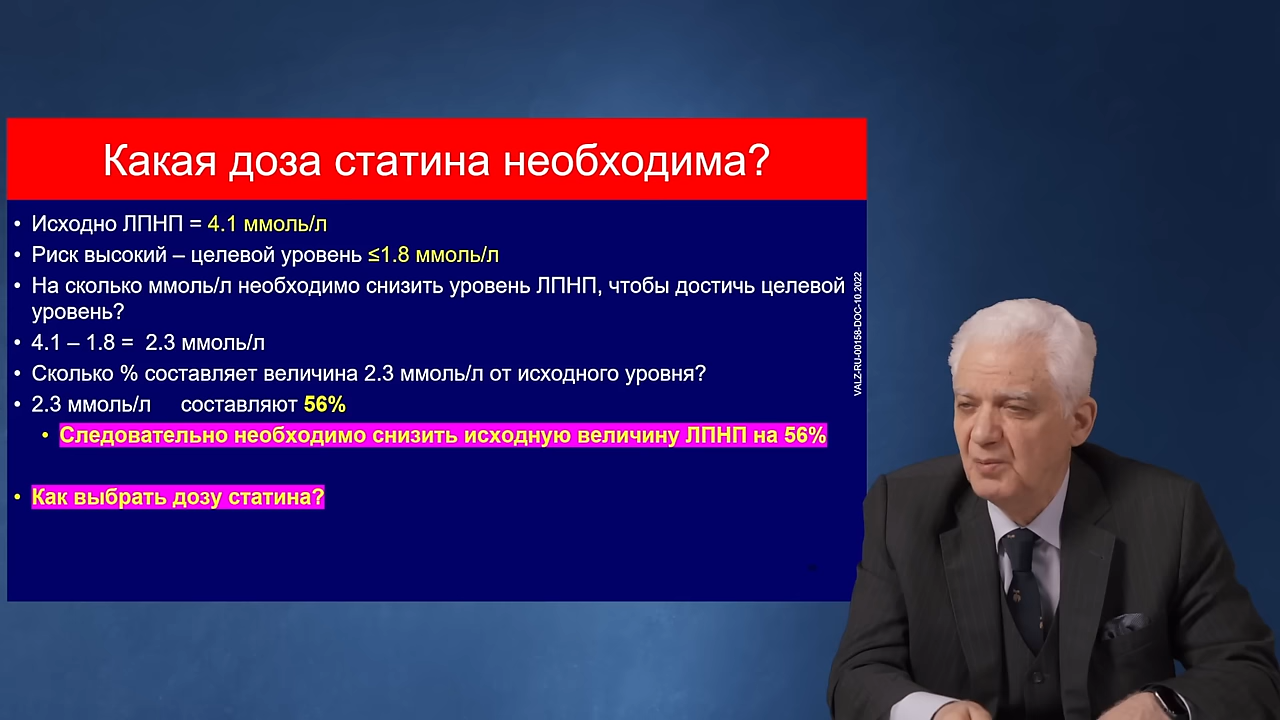 Какая доза статина необходима?
• Исходно ЛПНП = 4.1 ммоль/л
• Риск высокий – целевой уровень ≤1.8 ммоль/л
• На сколько ммоль/л необходимо снизить уровень ЛПНП, чтобы достичь целевой
уровень?
• 4.1 – 1.8 = 2.3 ммоль/л
• Сколько % составляет величина 2.3 ммоль/л от исходного уровня?
• 2.3 ммоль/л составляют 56%
• Следовательно необходимо снизить исходную величину ЛПНП на 56%
• Как выбрать дозу статина?
VALZ-RU-00158-DOC-10.2022